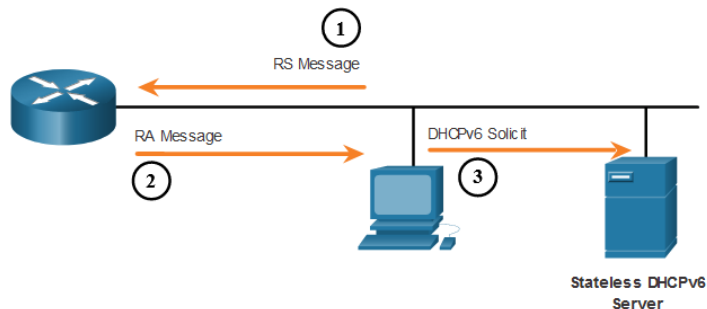 1
RS Message
RA Message
2
DHCPv6 Solicit
3
Stateless DHCPv6
Server